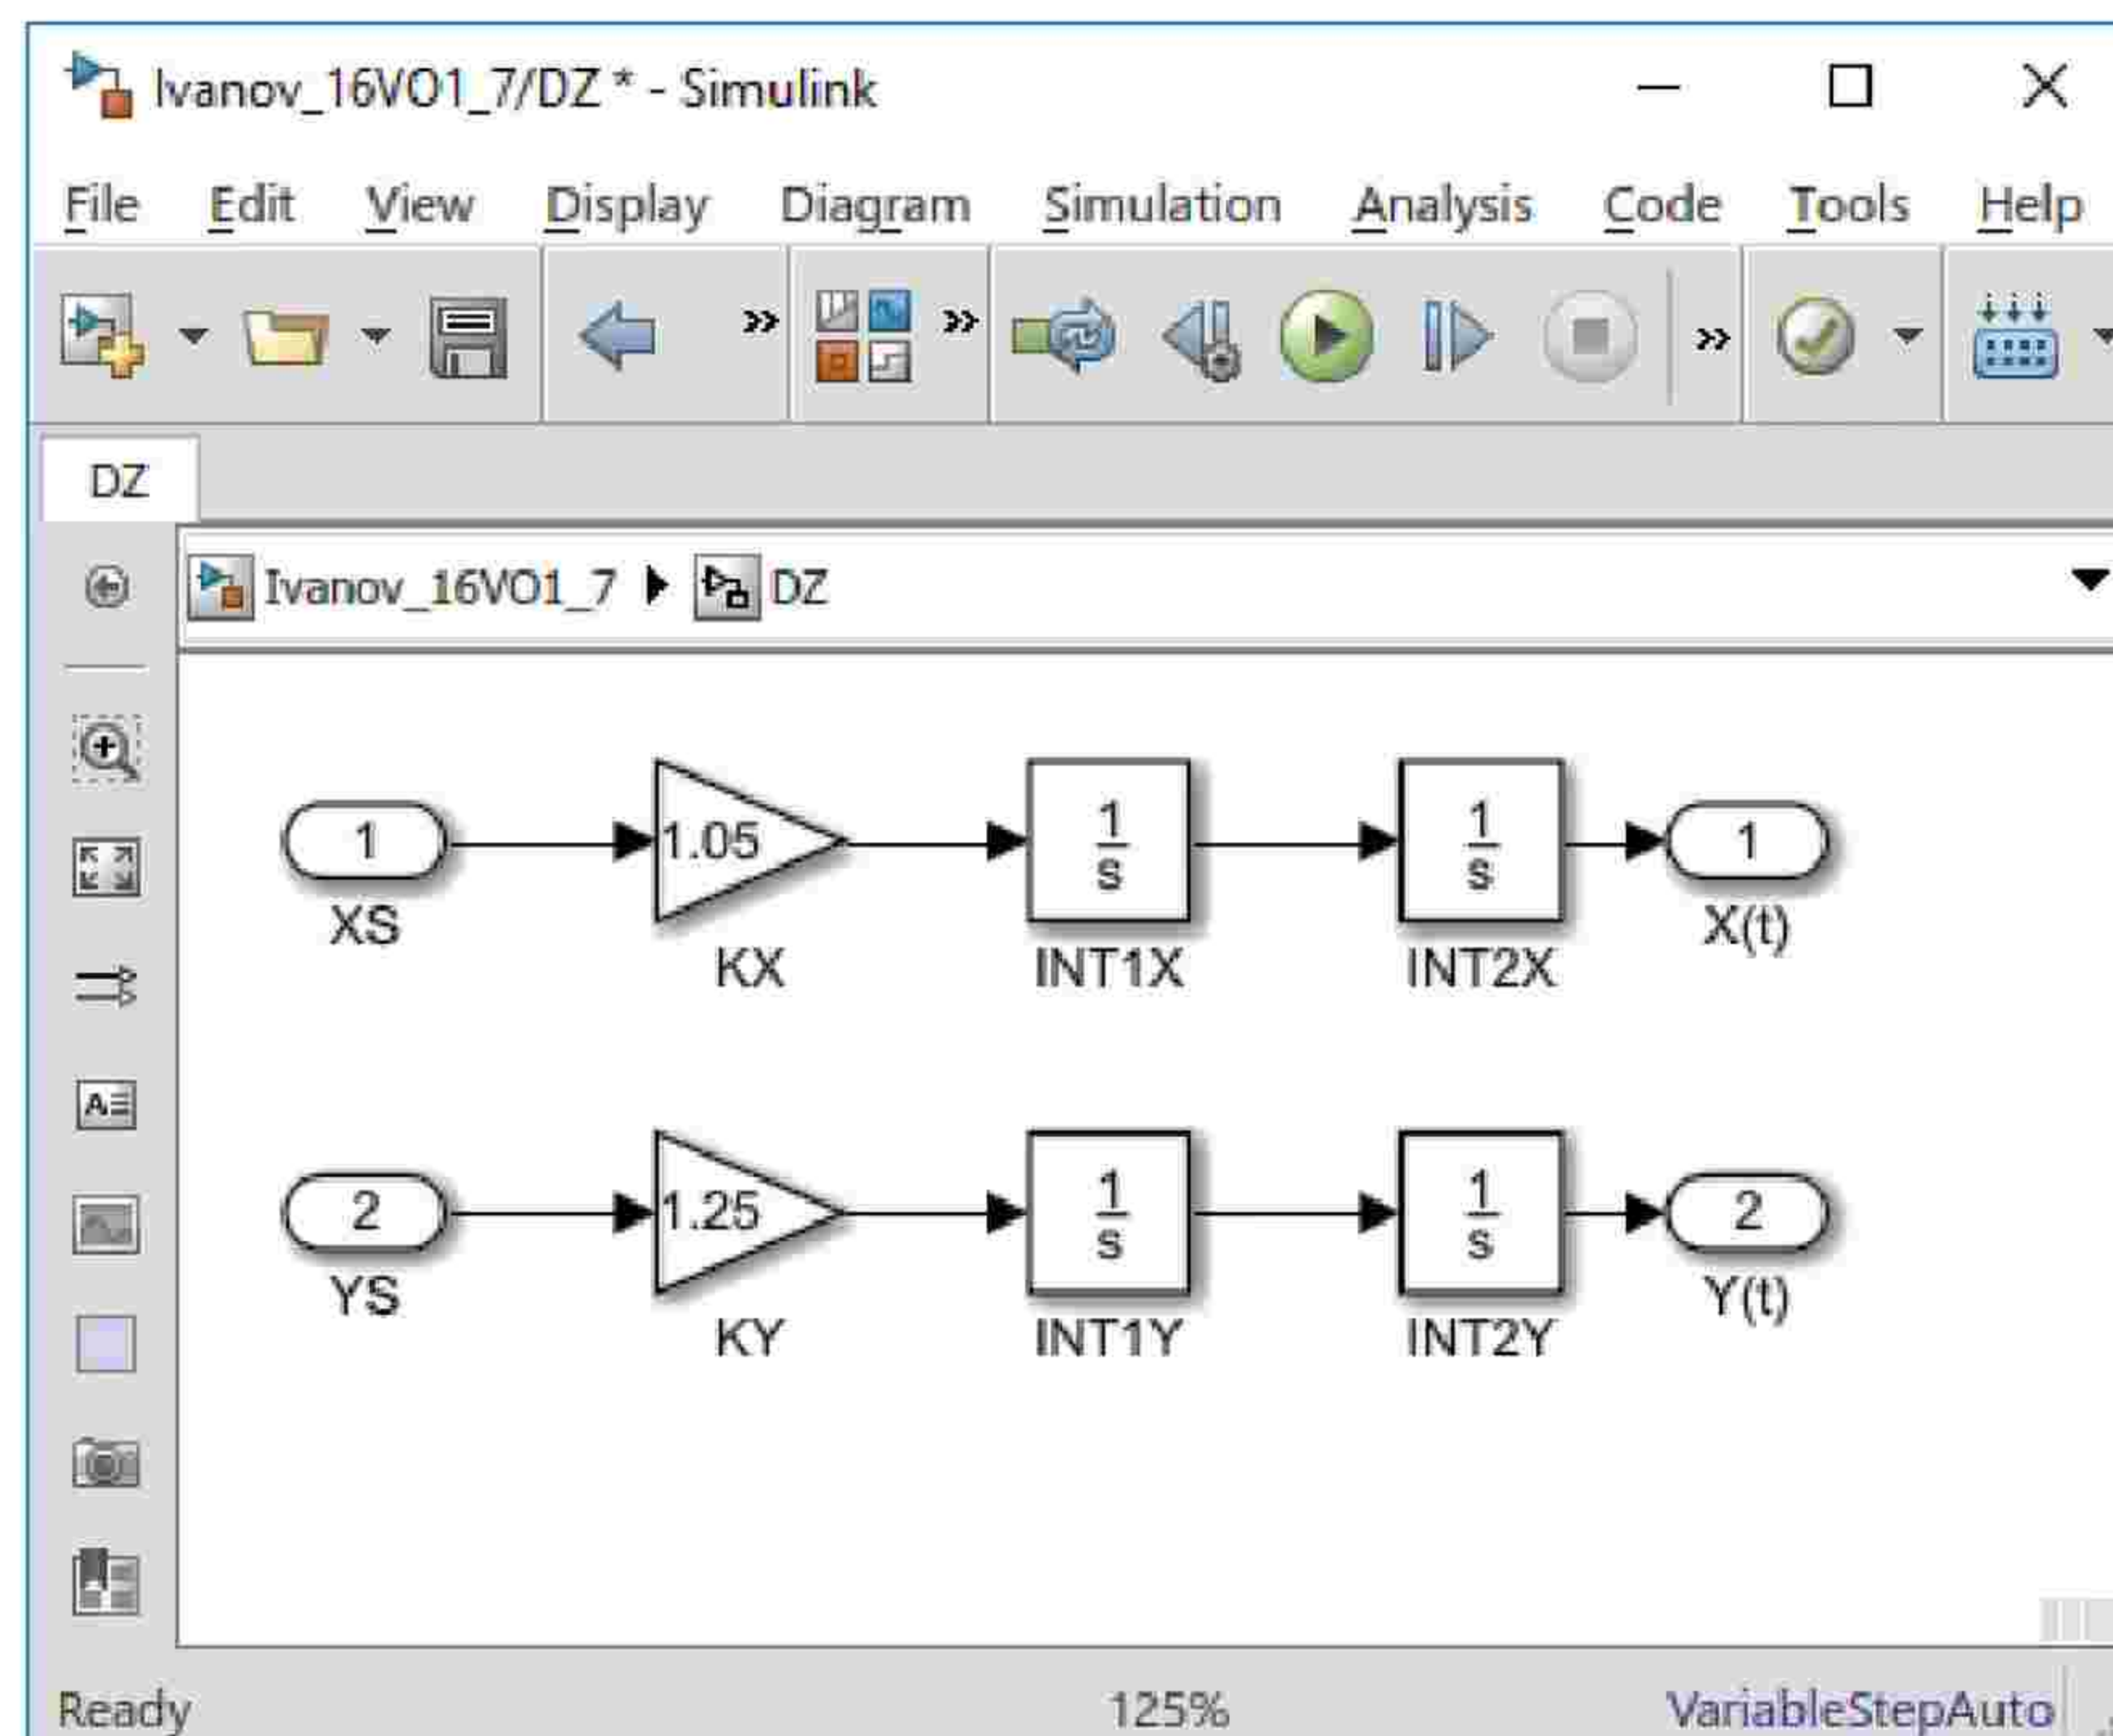 Ivanov_16VO1_7/DZ * - Simulink
File Edit View Display Diagram Simulation Analysis Code Tools Help
DZ
Ivanov_16VO1_7 DZ
1 1.05 1/s 1/s 1
XS KX INT1X INT2X X(t)
2 1.25 1/s 1/s 2
YS KY INT1Y INT2Y Y(t)
Ready 125% VariableStepAuto